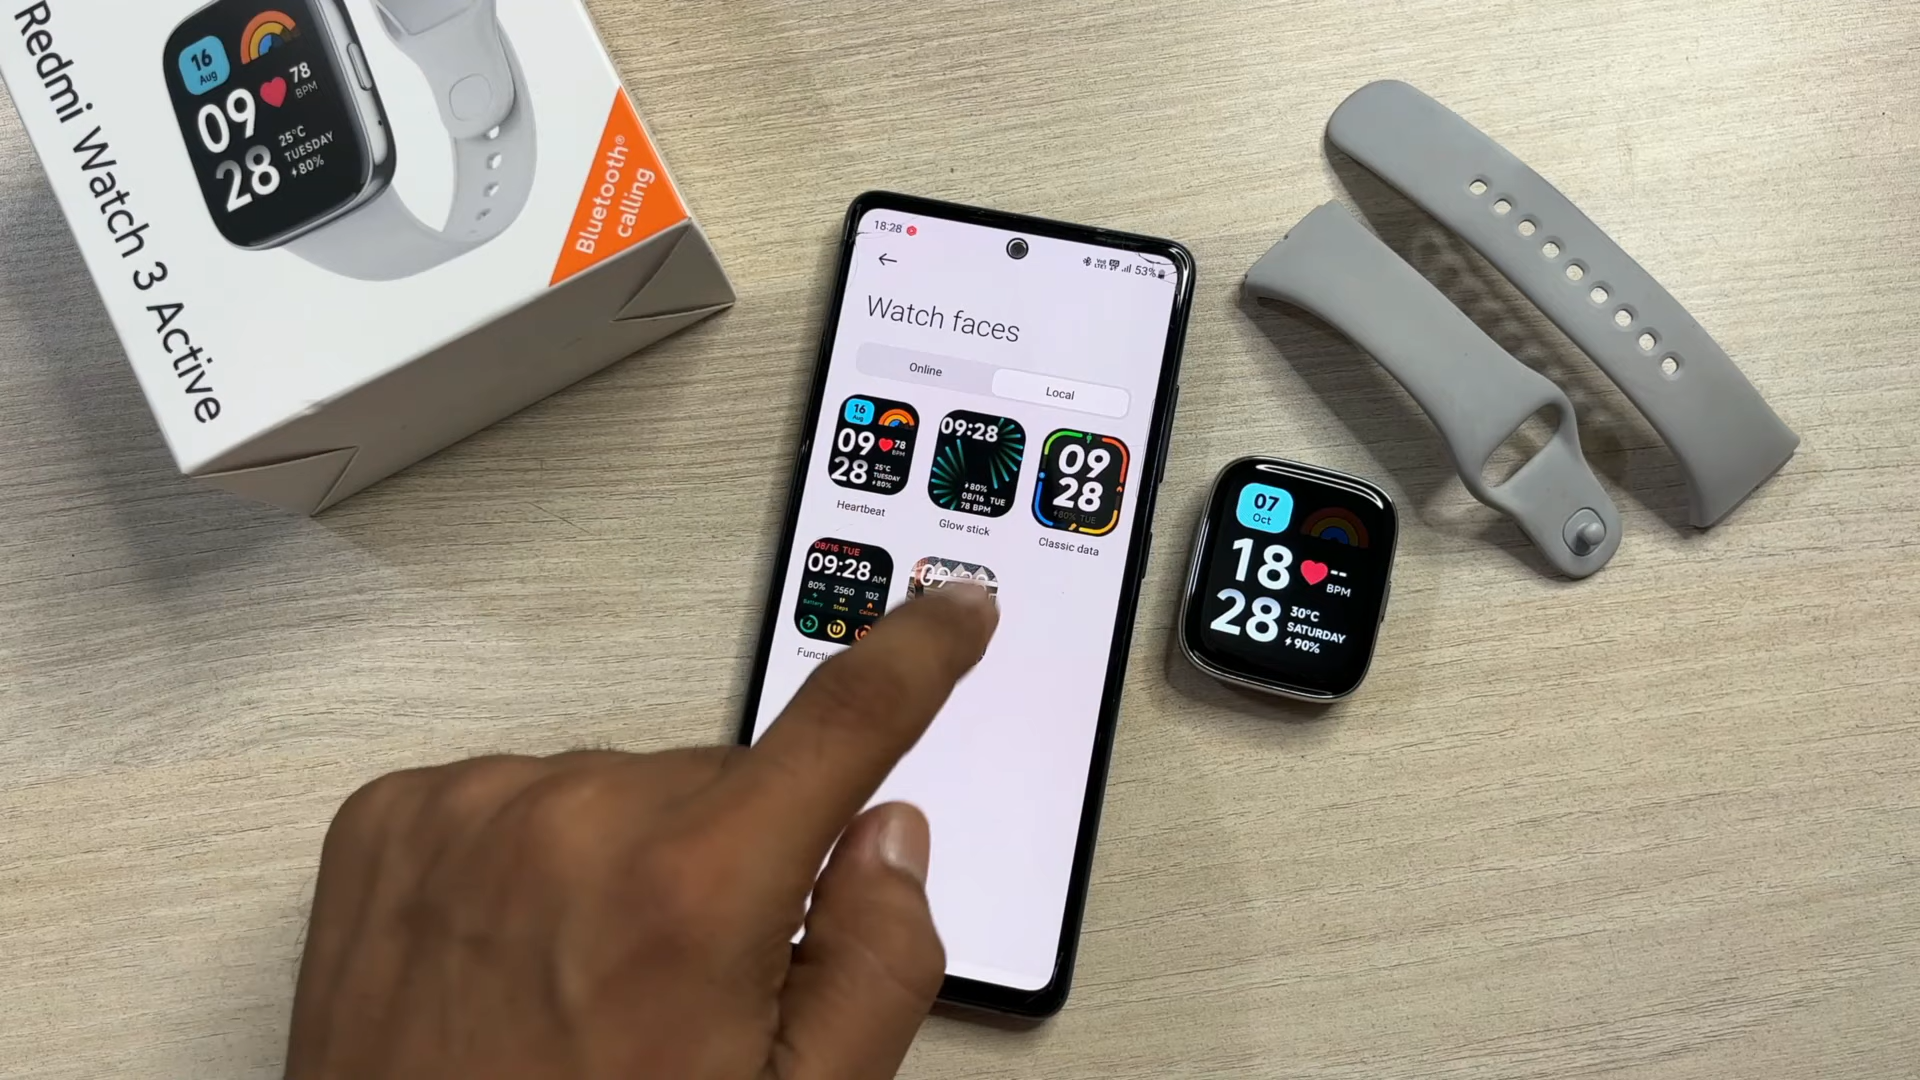 Redmi Watch 3 Active
16
Aug
09
28
78
BPM
25°C
TUESDAY
80%
Bluetooth®
calling
18:28
53%
Watch faces
Online
Local
16
Aug
09
28
78
BPM
25°C
TUESDAY
80%
Heartbeat
09:28
80%
08/16 TUE
78 BPM
Glow stick
09
28
80% TUE
Classic data
08/16 TUE
09:28 AM
80% 2560 102
Battery Steps Calorie
07
Oct
18
28
--
BPM
30°C
SATURDAY
90%